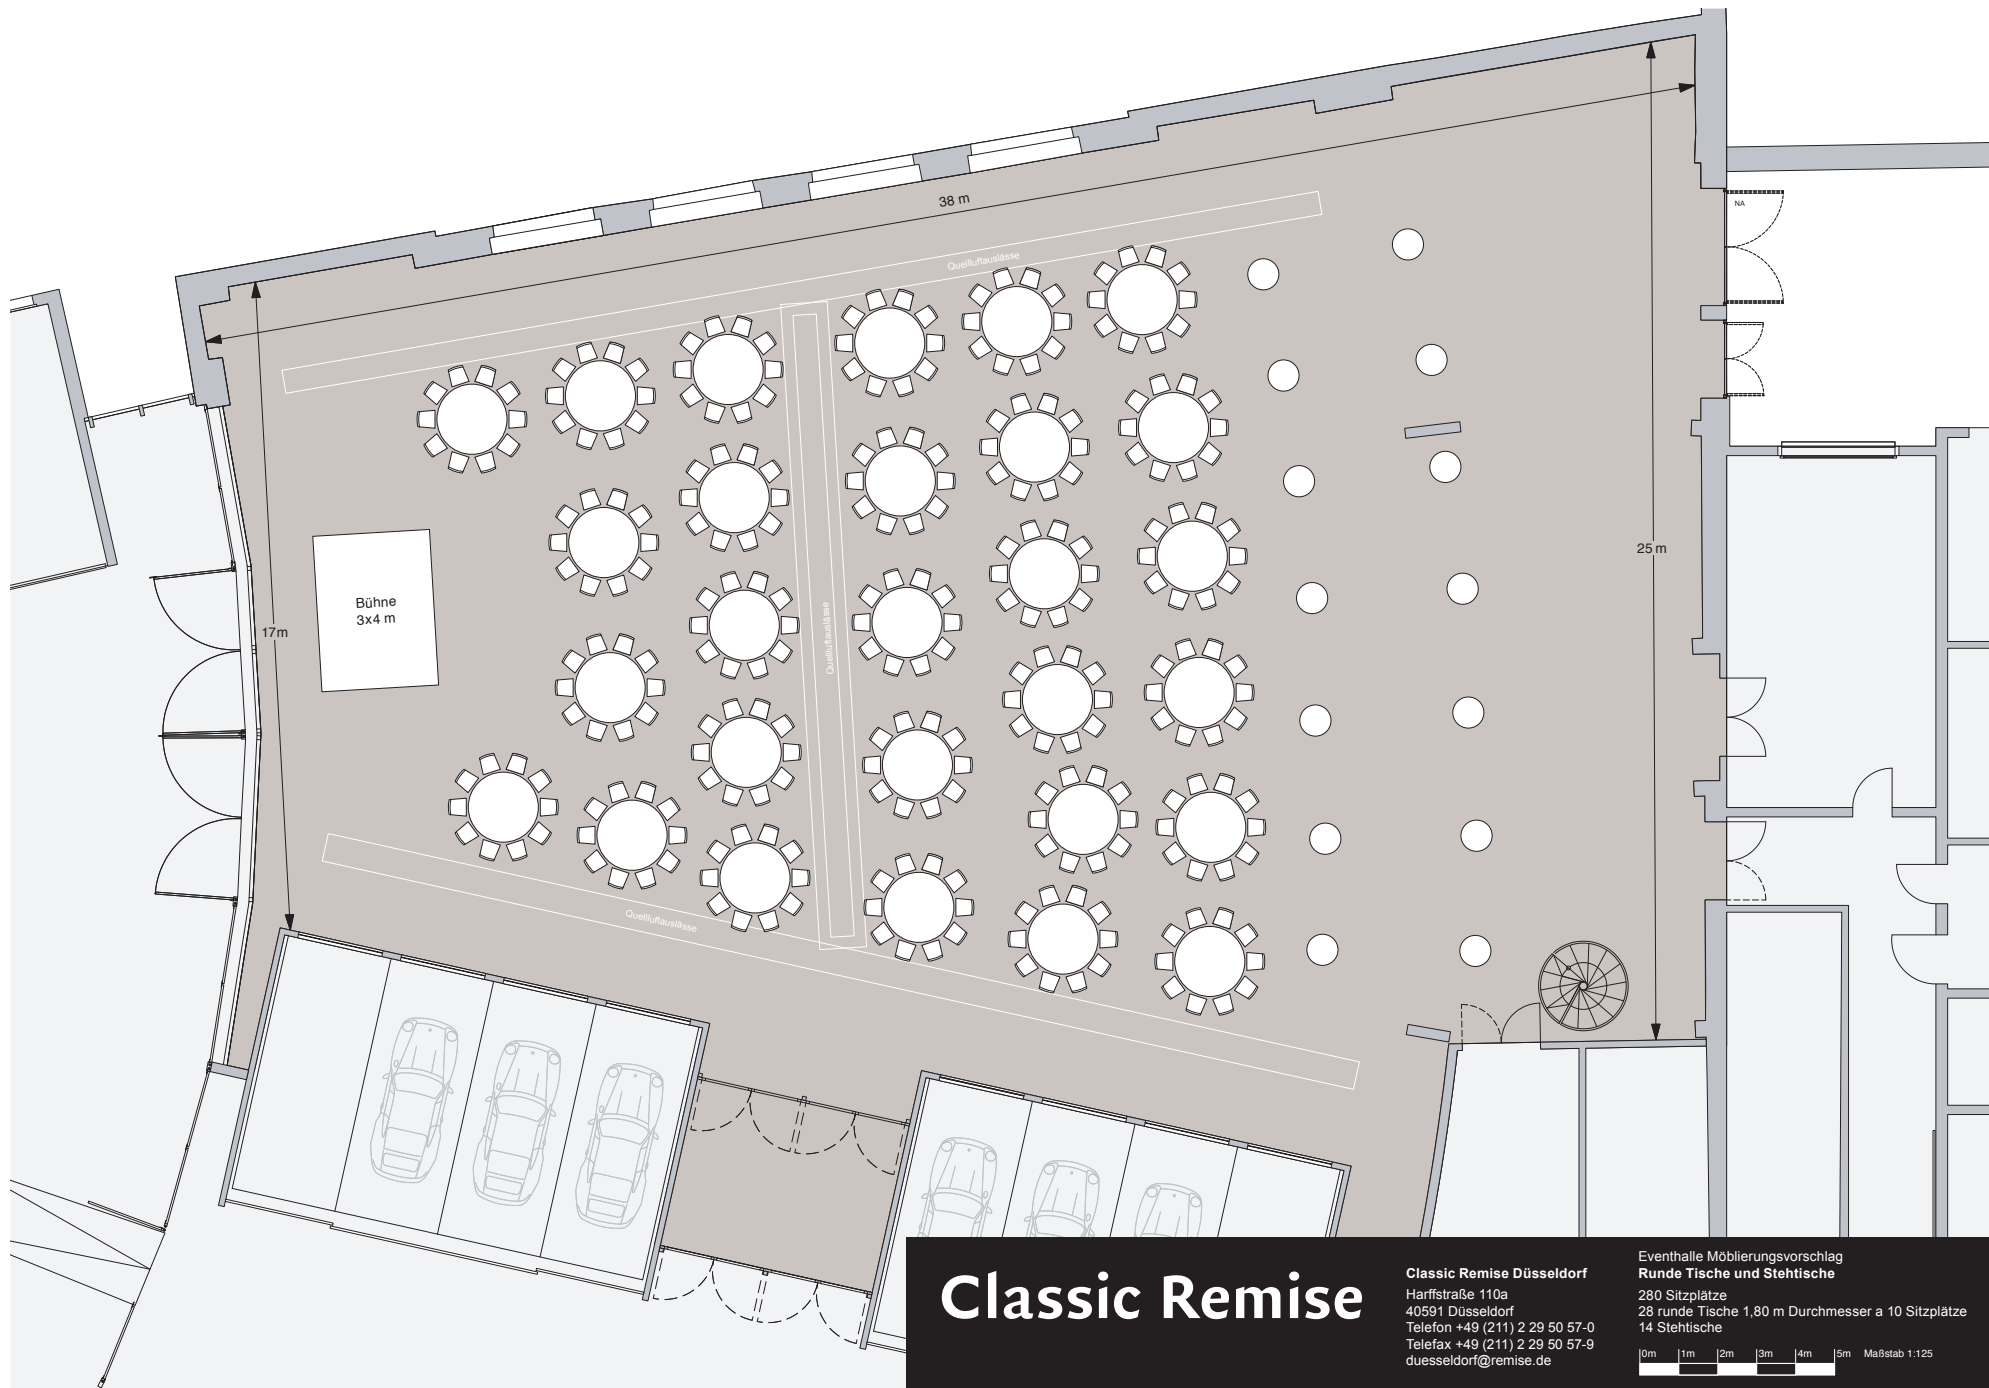 NA
38 m
Quellluftauslässe
25 m
Bühne
3x4 m
17m
Quellluftauslässe
Quellluftauslässe
Classic Remise
Classic Remise Düsseldorf
Harffstraße 110a
40591 Düsseldorf
Telefon +49 (211) 2 29 50 57-0
Telefax +49 (211) 2 29 50 57-9
duesseldorf@remise.de
Eventhalle Möblierungsvorschlag
Runde Tische und Stehtische
280 Sitzplätze
28 runde Tische 1,80 m Durchmesser a 10 Sitzplätze
14 Stehtische
0m 1m 2m 3m 4m 5m Maßstab 1:125